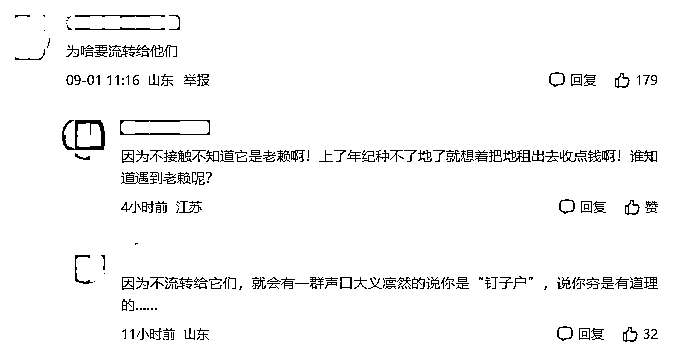 为啥要流转给他们
09-01 11:16 山东 举报
回复 179
因为不接触不知道它是老赖啊！上了年纪种不了地了就想着把地租出去收点钱啊！谁知
道遇到老赖呢？
4小时前 江苏
回复 赞
因为不流转给它们，就会有一群声口大义凛然的说你是“钉子户”，说你穷是有道理
的……
11小时前 山东
回复 32